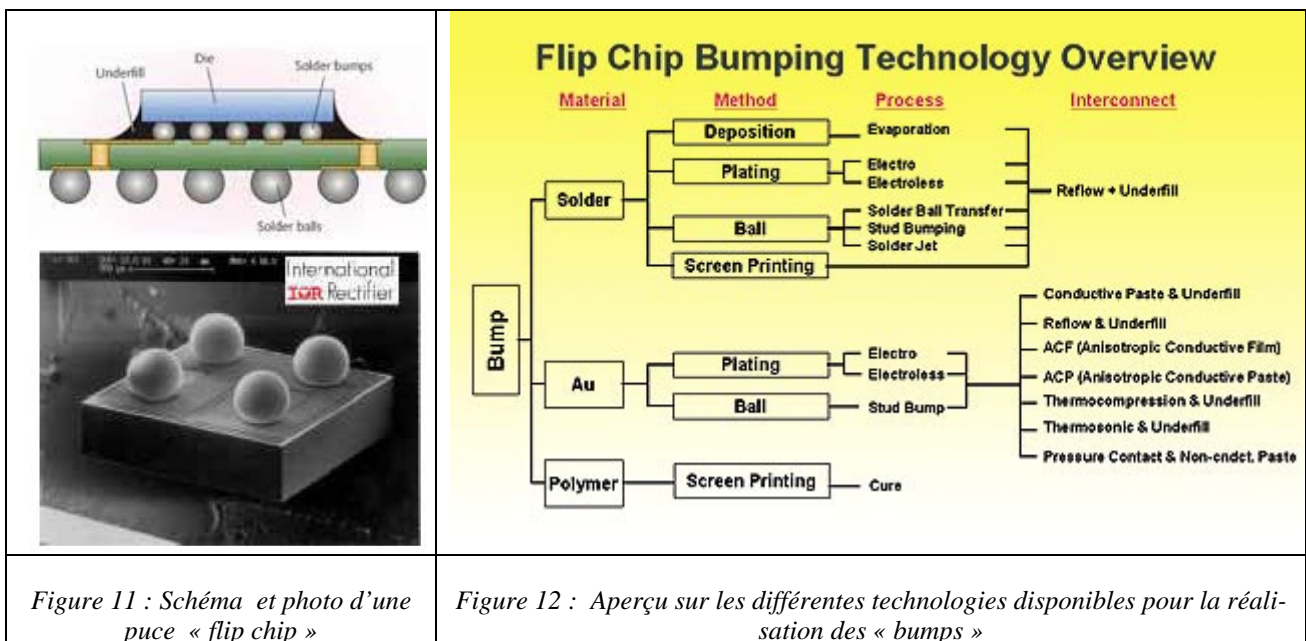 Underfill
Die
Solder bumps
Solder balls
International
IOR Rectifier
Flip Chip Bumping Technology Overview
Material Method Process Interconnect
Deposition
Evaporation
Plating
Electro
Electroless
Solder
Reflow + Underfill
Ball
Solder Ball Transfer
Stud Bumping
Solder Jet
Screen Printing
Bump
Conductive Paste & Underfill
Reflow & Underfill
ACF (Anisotropic Conductive Film)
ACP (Anisotropic Conductive Paste)
Thermocompression & Underfill
Thermosonic & Underfill
Pressure Contact & Non-cndct. Paste
Au
Plating
Electro
Electroless
Ball
Stud Bump
Polymer
Screen Printing
Cure
Figure 11 : Schéma et photo d'une
puce « flip chip »
Figure 12 : Aperçu sur les différentes technologies disponibles pour la réali-
sation des « bumps »